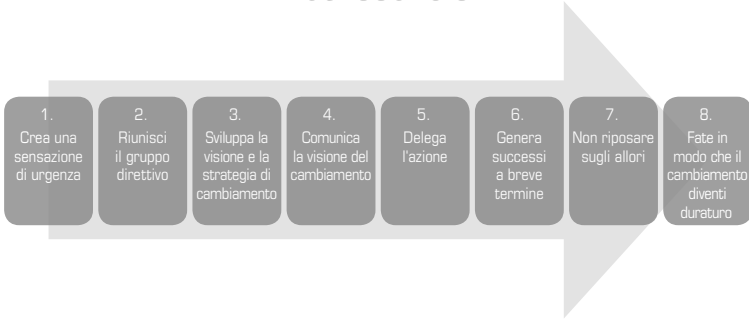 1.
Crea una
sensazione
di urgenza
2.
Riunisci
il gruppo
direttivo
3.
Sviluppa la
visione e la
strategia di
cambiamento
4.
Comunica
la visione del
cambiamento
5.
Delega
l'azione
6.
Genera
successi
a breve
termine
7.
Non riposare
sugli allori
8.
Fate in
modo che il
cambiamento
diventi
duraturo